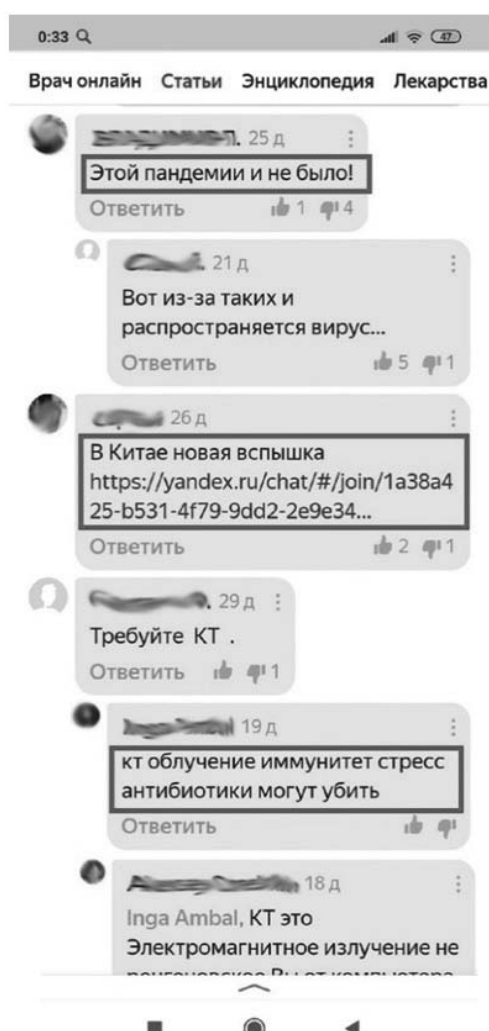 0:33
47
Врач онлайн Статьи Энциклопедия Лекарства
25 д
Этой пандемии и не было!
Ответить 1 4
21 д
Вот из-за таких и
распространяется вирус...
Ответить 5 1
26 д
В Китае новая вспышка
https://yandex.ru/chat/#/join/1a38a4
25-b531-4f79-9dd2-2e9e34...
Ответить 2 1
29 д
Требуйте КТ .
Ответить 1
19 д
кт облучение иммунитет стресс
антибиотики могут убить
Ответить
18 д
Inga Ambal, КТ это
Электромагнитное излучение не